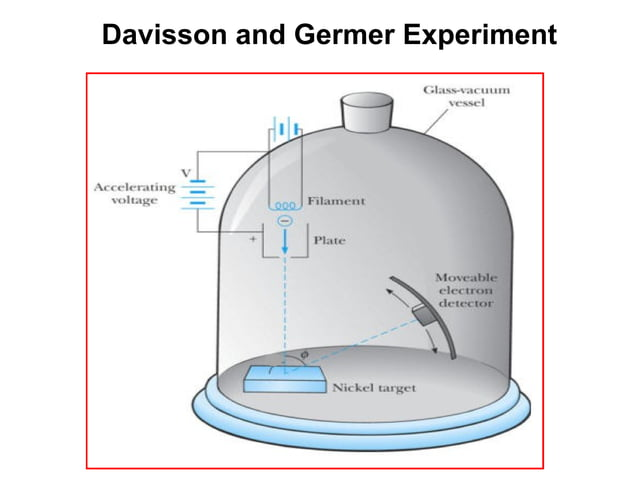 Davisson and Germer Experiment
Glass-vacuum
vessel
V
Accelerating
voltage
Filament
−
+
Plate
Moveable
electron
detector
ϕ
Nickel target